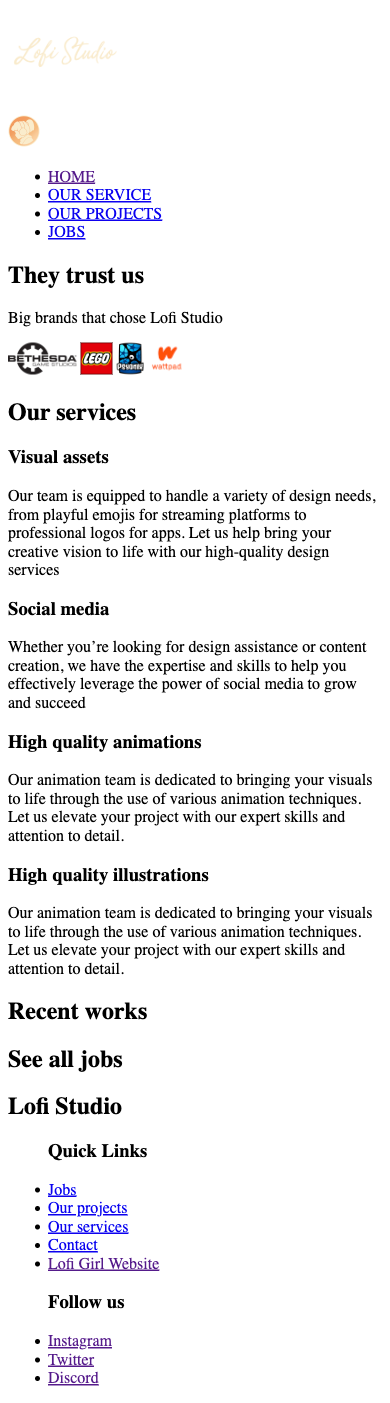 Lofi Studio
HOME
OUR SERVICE
OUR PROJECTS
JOBS
They trust us
Big brands that chose Lofi Studio
BETHESDA GAME STUDIOS LEGO Psyonix wattpad
Our services
Visual assets
Our team is equipped to handle a variety of design needs,
from playful emojis for streaming platforms to
professional logos for apps. Let us help bring your
creative vision to life with our high-quality design
services
Social media
Whether you’re looking for design assistance or content
creation, we have the expertise and skills to help you
effectively leverage the power of social media to grow
and succeed
High quality animations
Our animation team is dedicated to bringing your visuals
to life through the use of various animation techniques.
Let us elevate your project with our expert skills and
attention to detail.
High quality illustrations
Our animation team is dedicated to bringing your visuals
to life through the use of various animation techniques.
Let us elevate your project with our expert skills and
attention to detail.
Recent works
See all jobs
Lofi Studio
Quick Links
Jobs
Our projects
Our services
Contact
Lofi Girl Website
Follow us
Instagram
Twitter
Discord